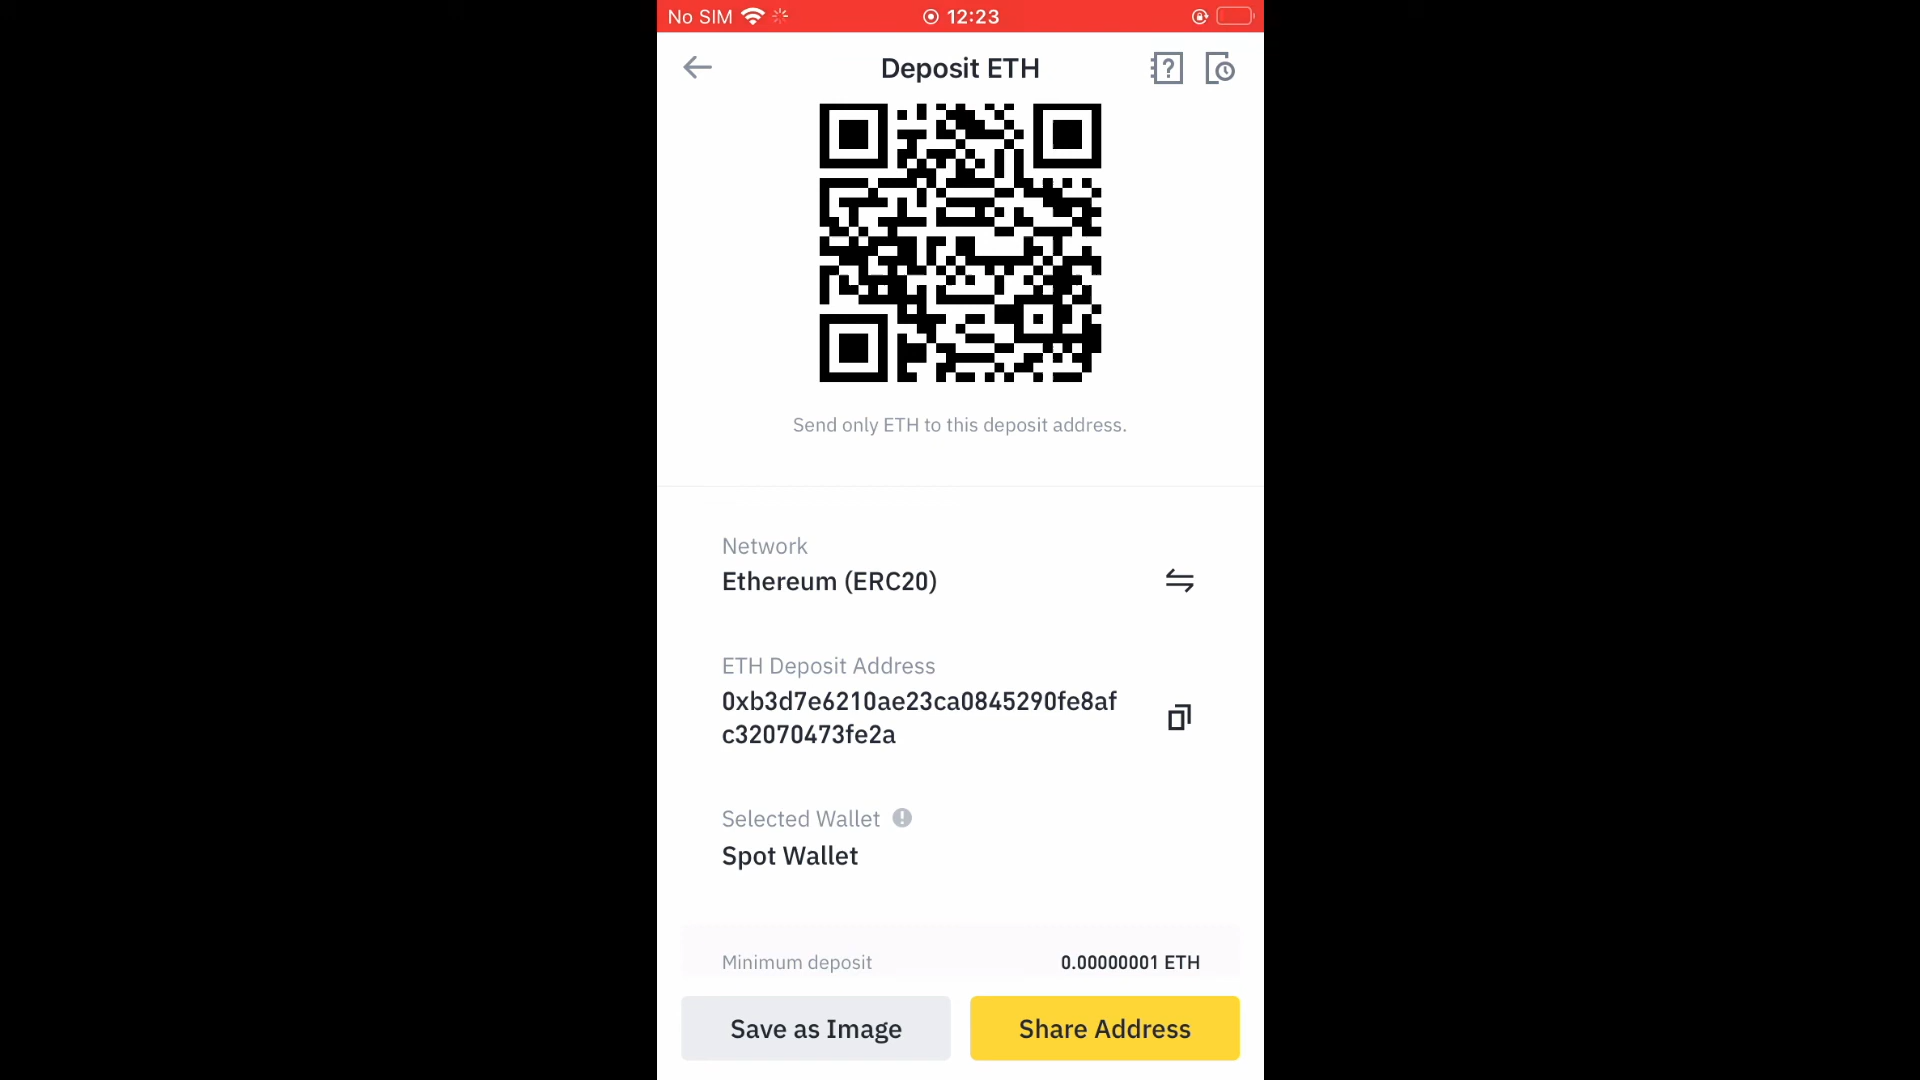 No SIM 12:23
Deposit ETH
Send only ETH to this deposit address.
Network
Ethereum (ERC20)
ETH Deposit Address
0xb3d7e6210ae23ca0845290fe8af
c32070473fe2a
Selected Wallet
Spot Wallet
Minimum deposit 0.00000001 ETH
Save as Image Share Address